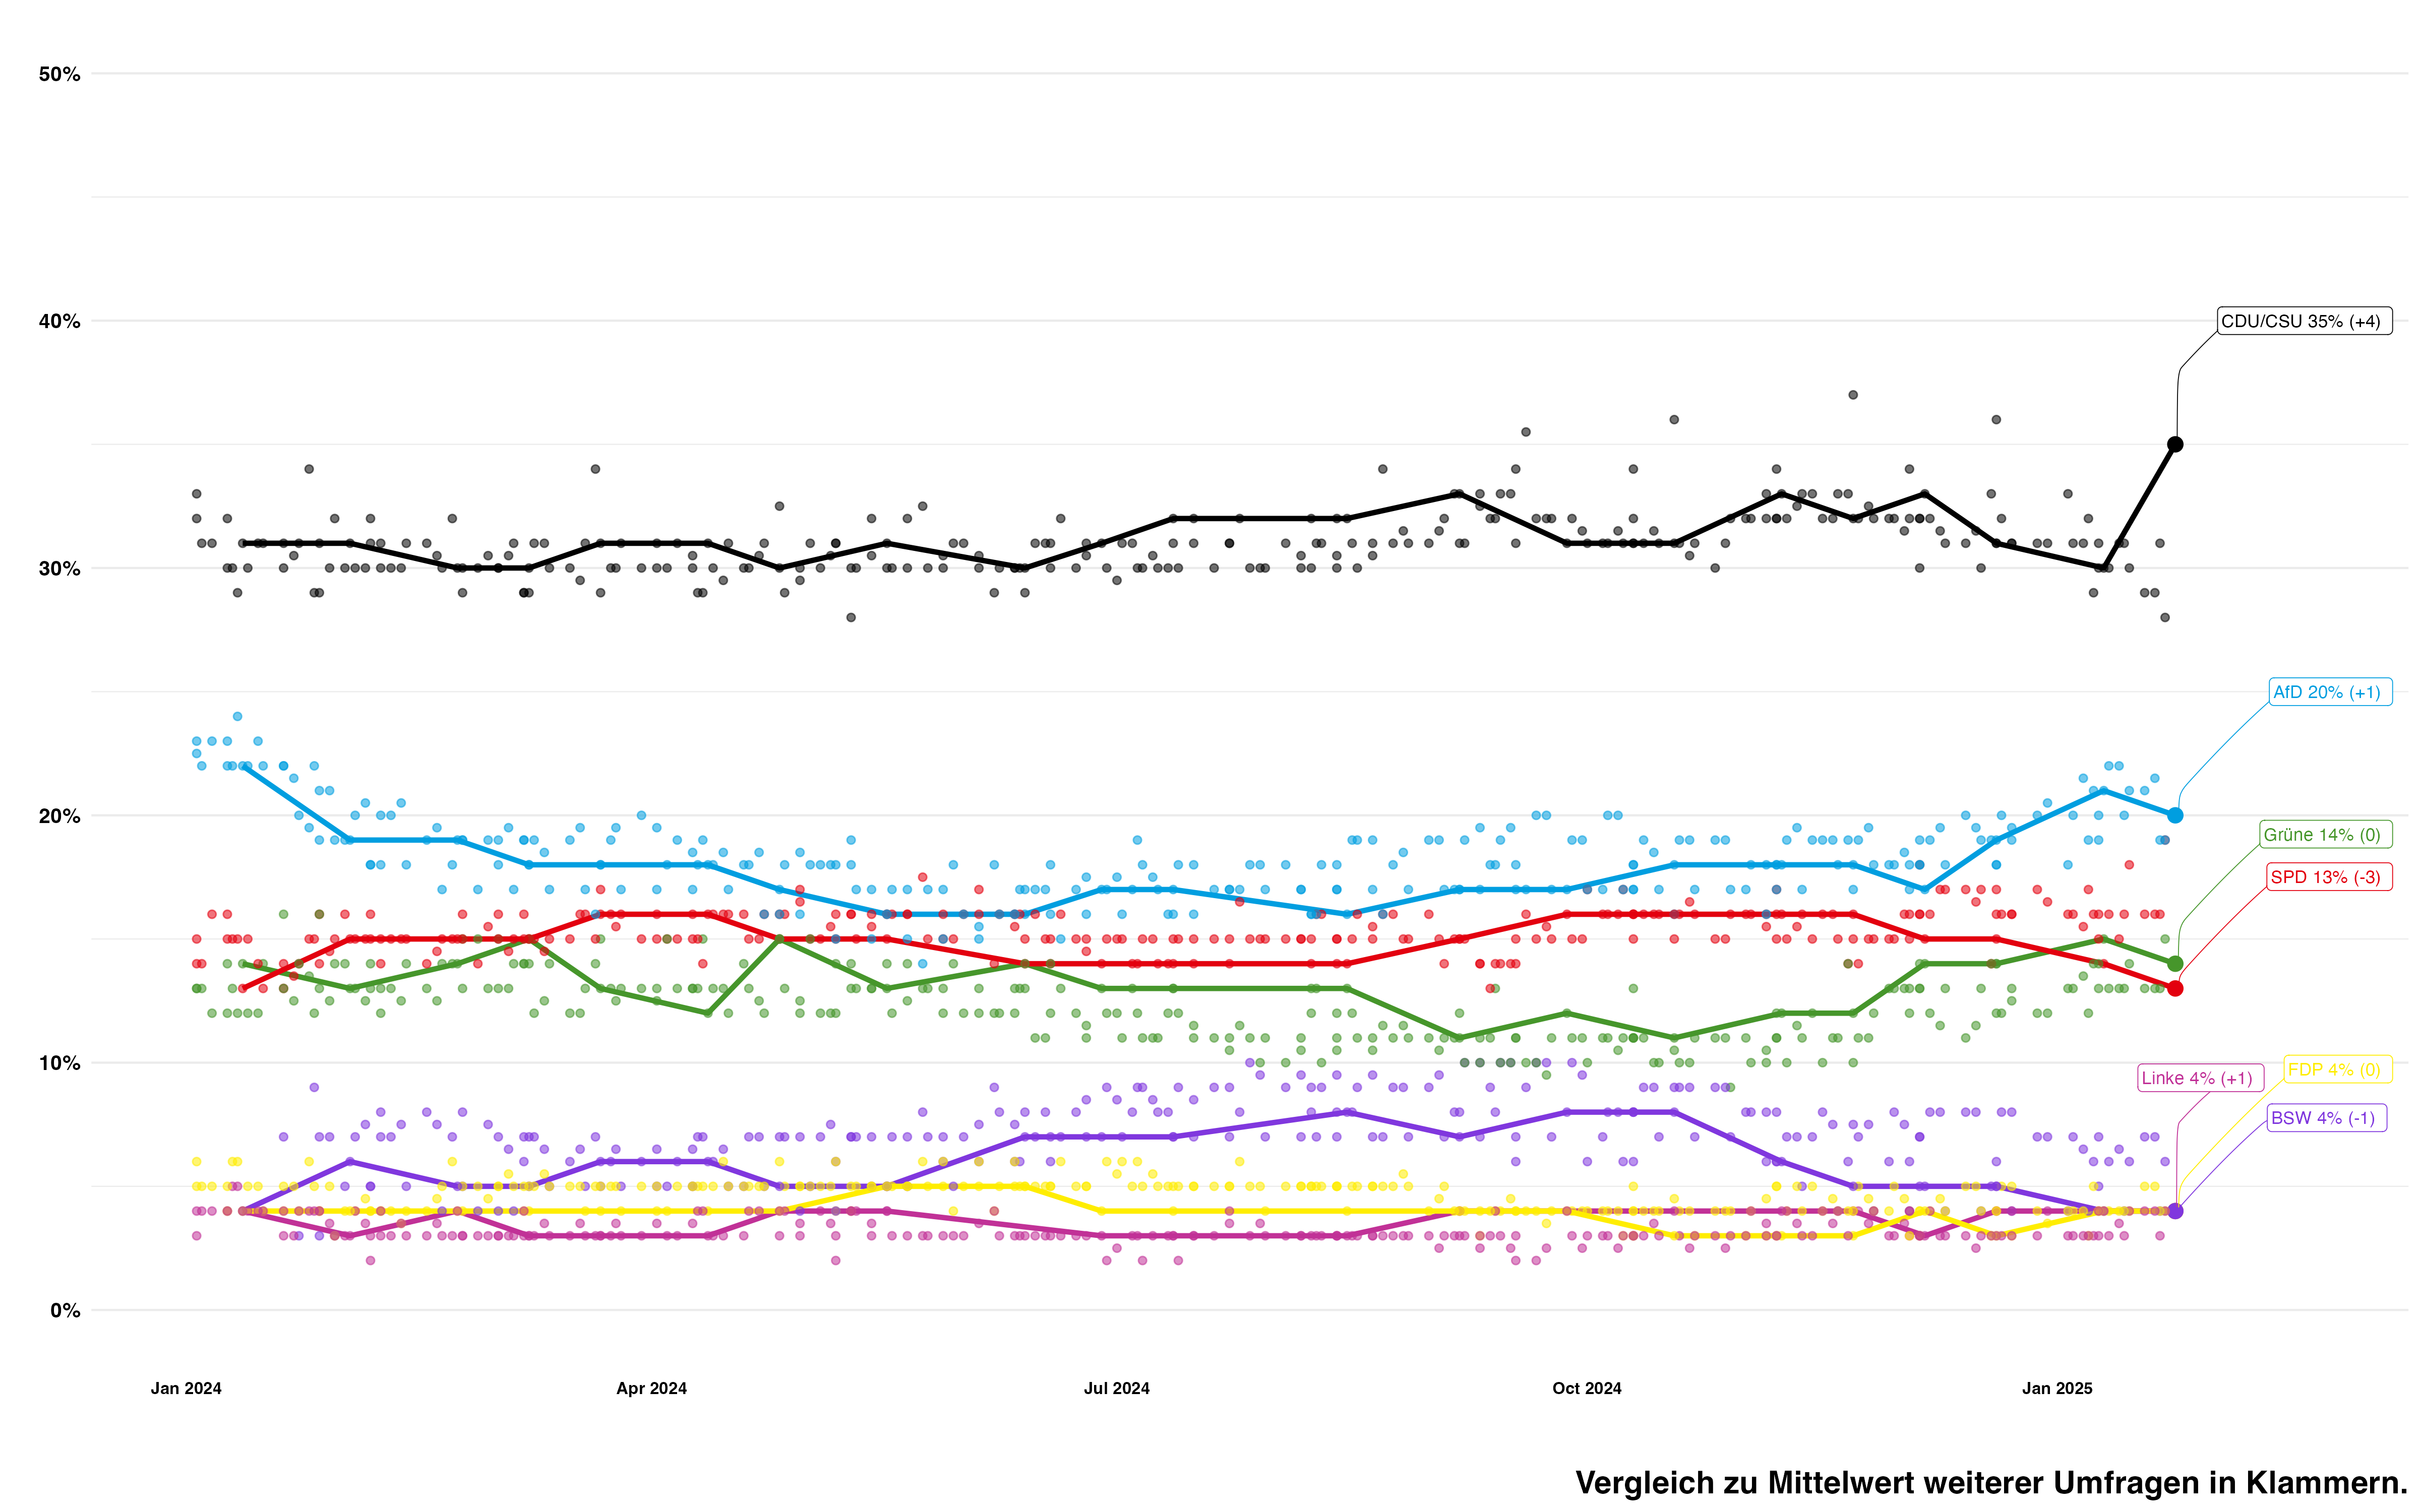 50%
40%
CDU/CSU 35% (+4)
30%
AfD 20% (+1)
20%
Grüne 14% (0)
SPD 13% (-3)
10%
FDP 4% (0)
Linke 4% (+1)
BSW 4% (-1)
0%
Jan 2024
Apr 2024
Jul 2024
Oct 2024
Jan 2025
Vergleich zu Mittelwert weiterer Umfragen in Klammern.